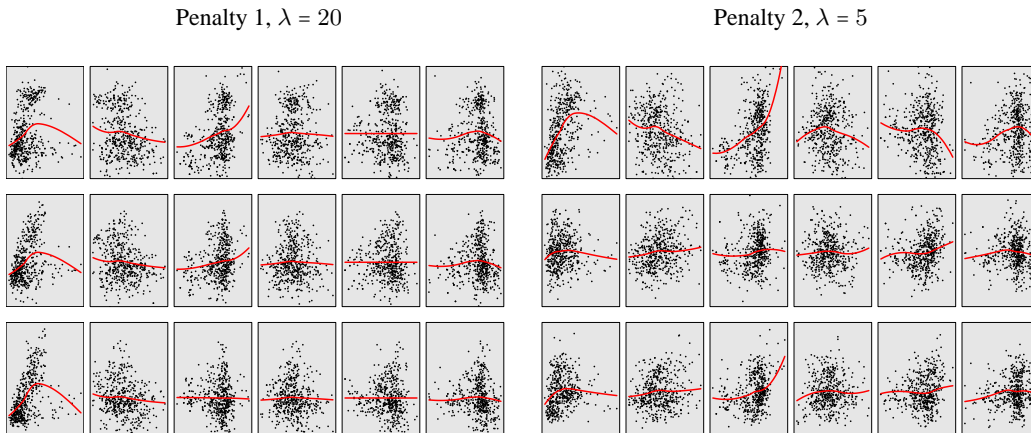 Penalty 1, λ = 20
Penalty 2, λ = 5